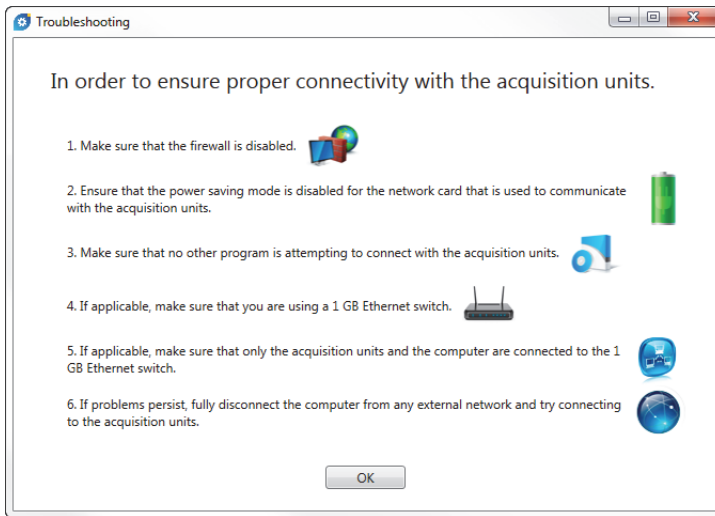 Troubleshooting
In order to ensure proper connectivity with the acquisition units.
1. Make sure that the firewall is disabled.
2. Ensure that the power saving mode is disabled for the network card that is used to communicate
with the acquisition units.
3. Make sure that no other program is attempting to connect with the acquisition units.
4. If applicable, make sure that you are using a 1 GB Ethernet switch.
5. If applicable, make sure that only the acquisition units and the computer are connected to the 1
GB Ethernet switch.
6. If problems persist, fully disconnect the computer from any external network and try connecting
to the acquisition units.
OK